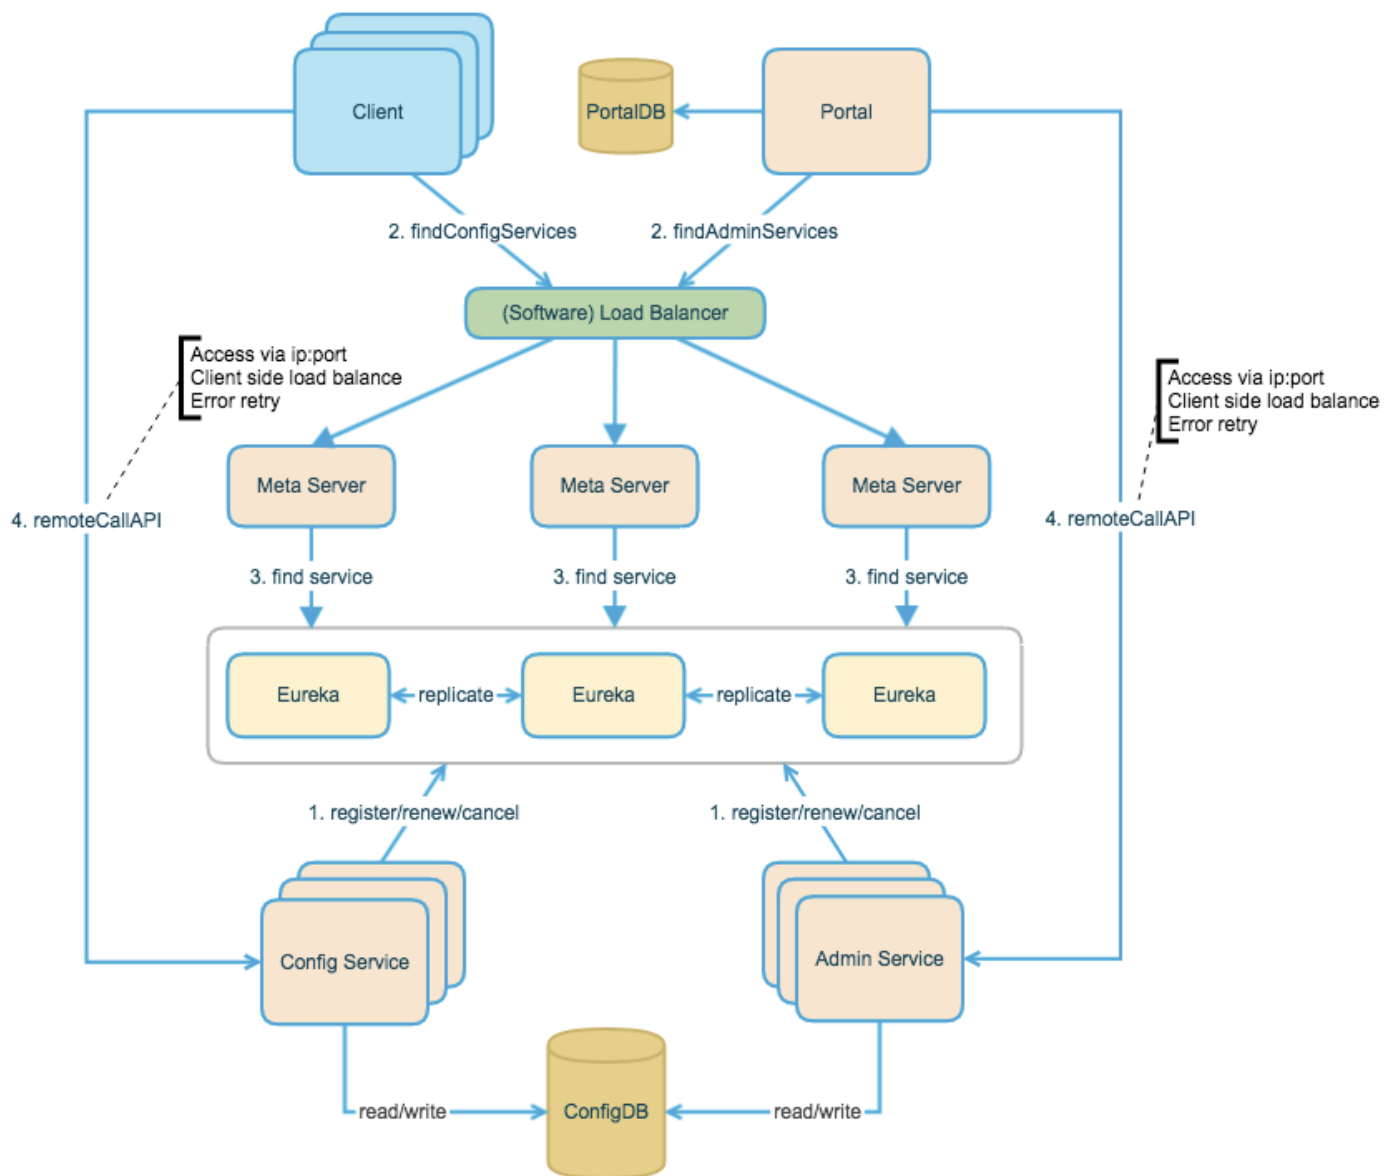 Client
PortalDB
Portal
2. findConfigServices
2. findAdminServices
(Software) Load Balancer
Access via ip:port
Client side load balance
Error retry
Access via ip:port
Client side load balance
Error retry
Meta Server
Meta Server
Meta Server
4. remoteCallAPI
4. remoteCallAPI
3. find service
3. find service
3. find service
Eureka
replicate
Eureka
replicate
Eureka
1. register/renew/cancel
1. register/renew/cancel
Config Service
Admin Service
read/write
ConfigDB
read/write